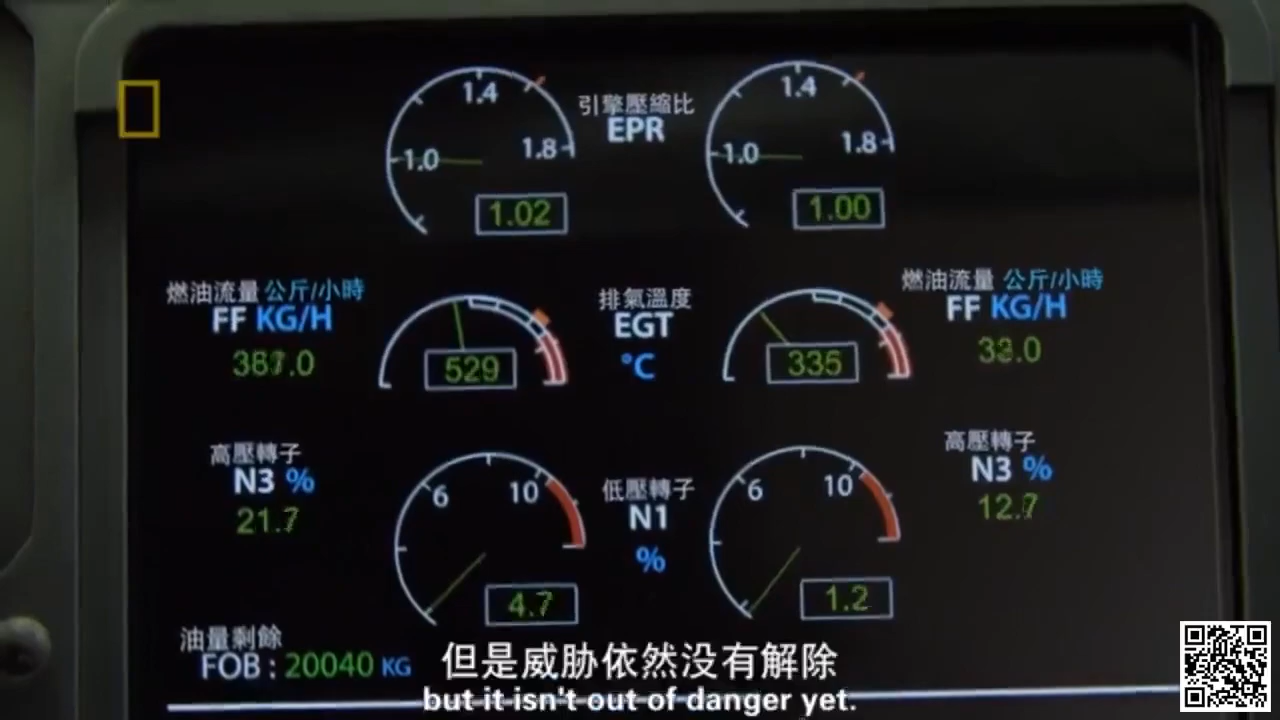 1.4
1.0
1.8
1.02
引擎壓縮比
EPR
1.4
1.0
1.8
1.00
燃油流量 公斤/小時
FF KG/H
529
排氣溫度
EGT
°C
335
燃油流量 公斤/小時
FF KG/H
高壓轉子
N3 %
21.7
6
10
4.7
低壓轉子
N1
%
6
10
1.2
高壓轉子
N3 %
12.7
油量剩餘
FOB : 20040 KG
但是威胁依然没有解除
but it isn't out of danger yet.